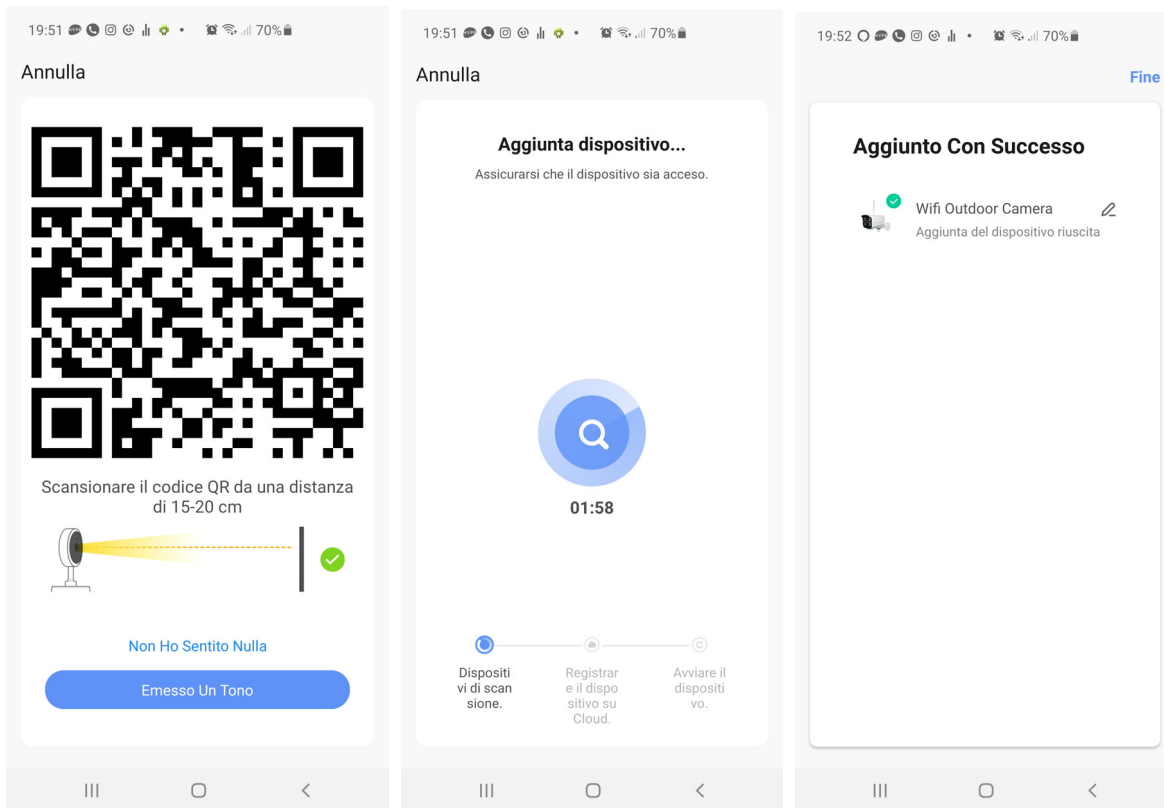 19:51
70%
Annulla
Scansionare il codice QR da una distanza
di 15-20 cm
Non Ho Sentito Nulla
Emesso Un Tono
19:51
70%
Annulla
Aggiunta dispositivo...
Assicurarsi che il dispositivo sia acceso.
01:58
Dispositi
vi di scan
sione.
Registrar
e il dispo
sitivo su
Cloud.
Avviare il
dispositi
vo.
19:52
70%
Fine
Aggiunto Con Successo
Wifi Outdoor Camera
Aggiunta del dispositivo riuscita